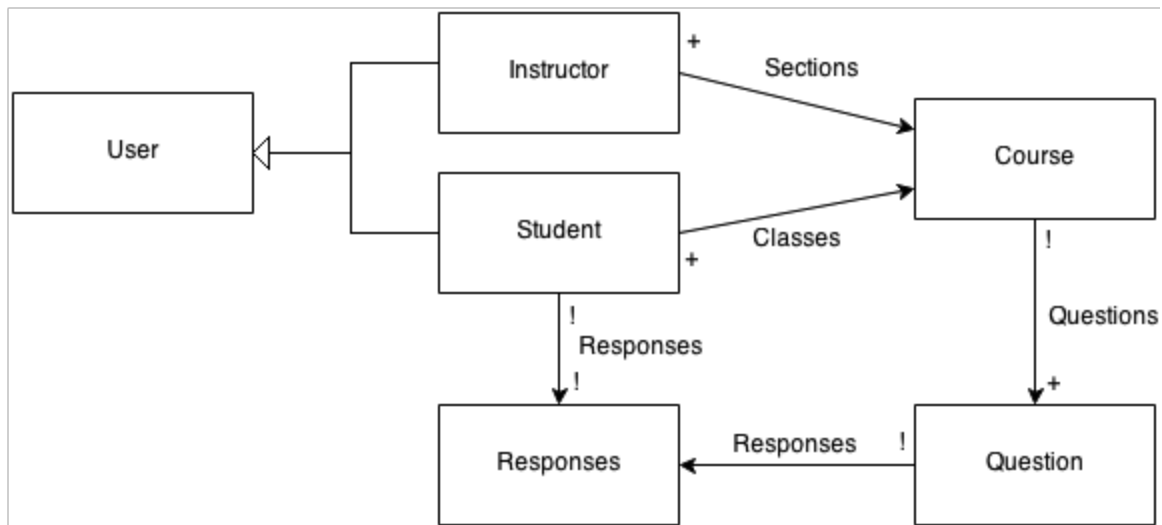 Instructor
+
Sections
User
Course
Student
+
Classes
!
Questions
+
!
Responses
!
Responses
Responses
!
Question